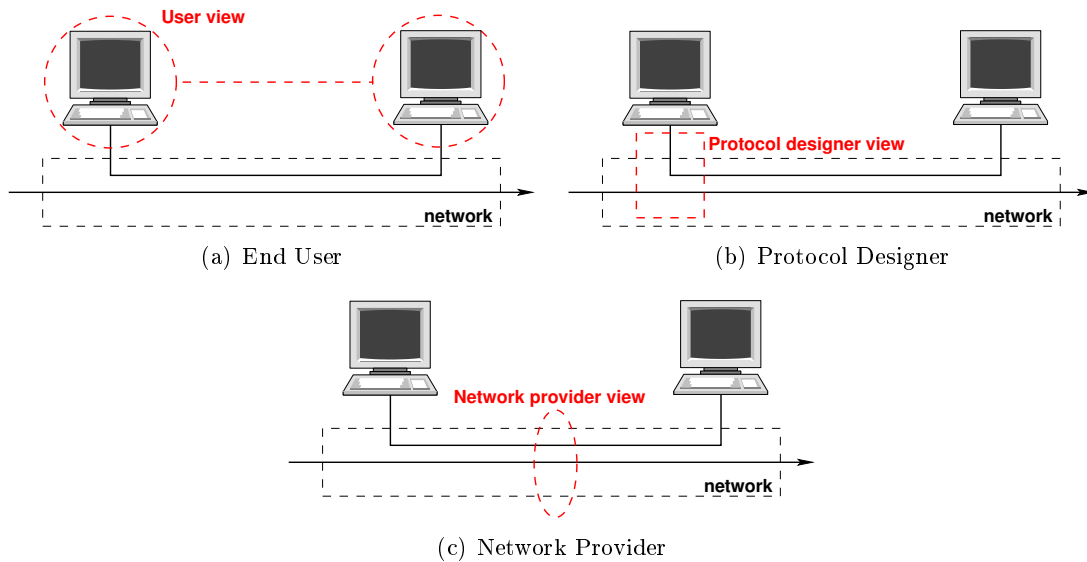 User view
network
(a) End User
Protocol designer view
network
(b) Protocol Designer
Network provider view
network
(c) Network Provider